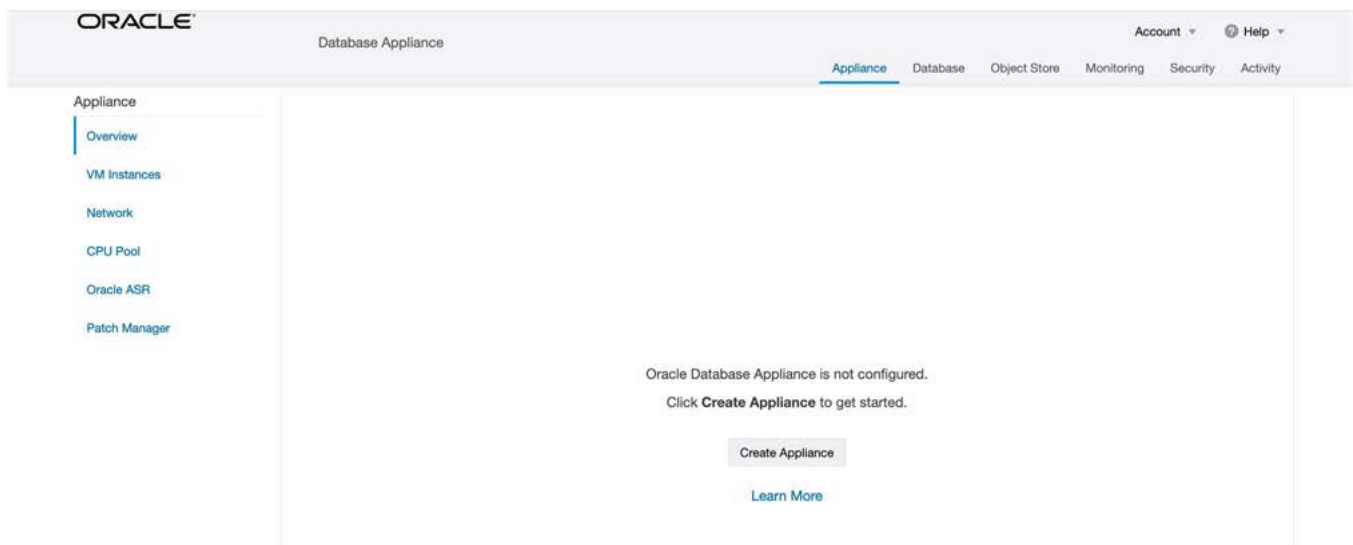 ORACLE
Account
Help
Database Appliance
Appliance Database Object Store Monitoring Security Activity
Appliance
Overview
VM Instances
Network
CPU Pool
Oracle ASR
Patch Manager
Oracle Database Appliance is not configured.
Click Create Appliance to get started.
Create Appliance
Learn More